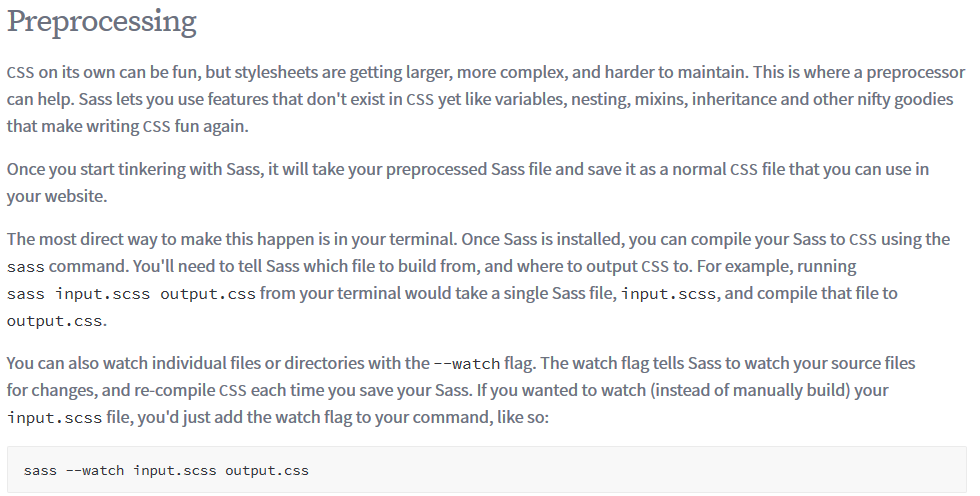 Preprocessing
CSS on its own can be fun, but stylesheets are getting larger, more complex, and harder to maintain. This is where a preprocessor
can help. Sass lets you use features that don't exist in CSS yet like variables, nesting, mixins, inheritance and other nifty goodies
that make writing CSS fun again.
Once you start tinkering with Sass, it will take your preprocessed Sass file and save it as a normal CSS file that you can use in
your website.
The most direct way to make this happen is in your terminal. Once Sass is installed, you can compile your Sass to CSS using the
sass command. You'll need to tell Sass which file to build from, and where to output CSS to. For example, running
sass input.scss output.css from your terminal would take a single Sass file, input.scss, and compile that file to
output.css.
You can also watch individual files or directories with the --watch flag. The watch flag tells Sass to watch your source files
for changes, and re-compile CSS each time you save your Sass. If you wanted to watch (instead of manually build) your
input.scss file, you'd just add the watch flag to your command, like so:
sass --watch input.scss output.css